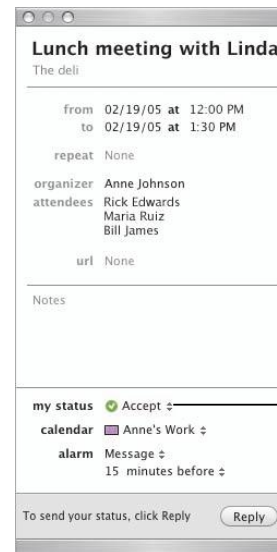 Lunch meeting with Linda
The deli
from 02/19/05 at 12:00 PM
to 02/19/05 at 1:30 PM
repeat None
organizer Anne Johnson
attendees Rick Edwards
Maria Ruiz
Bill James
url None
Notes
my status Accept
calendar Anne's Work
alarm Message
15 minutes before
To send your status, click Reply Reply